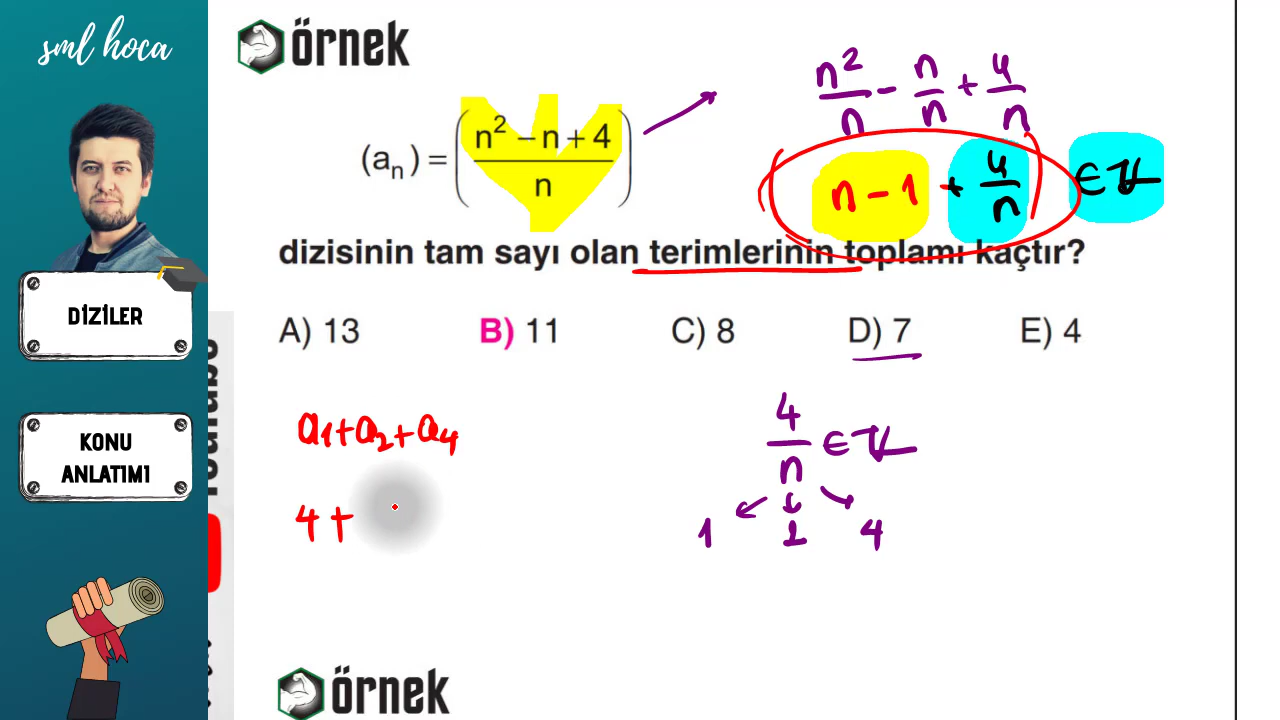 sml hoca
DİZİLER
KONU
ANLATIMI
örnek
(aₙ) = (n² − n + 4 / n)
n²/n - n/n + 4/n
(n - 1 + 4/n) ∈ ℤ
dizisinin tam sayı olan terimlerinin toplamı kaçtır?
A) 13 B) 11 C) 8 D) 7 E) 4
a₁+a₂+a₄
4/n ∈ ℤ
4 +
1 2 4
örnek